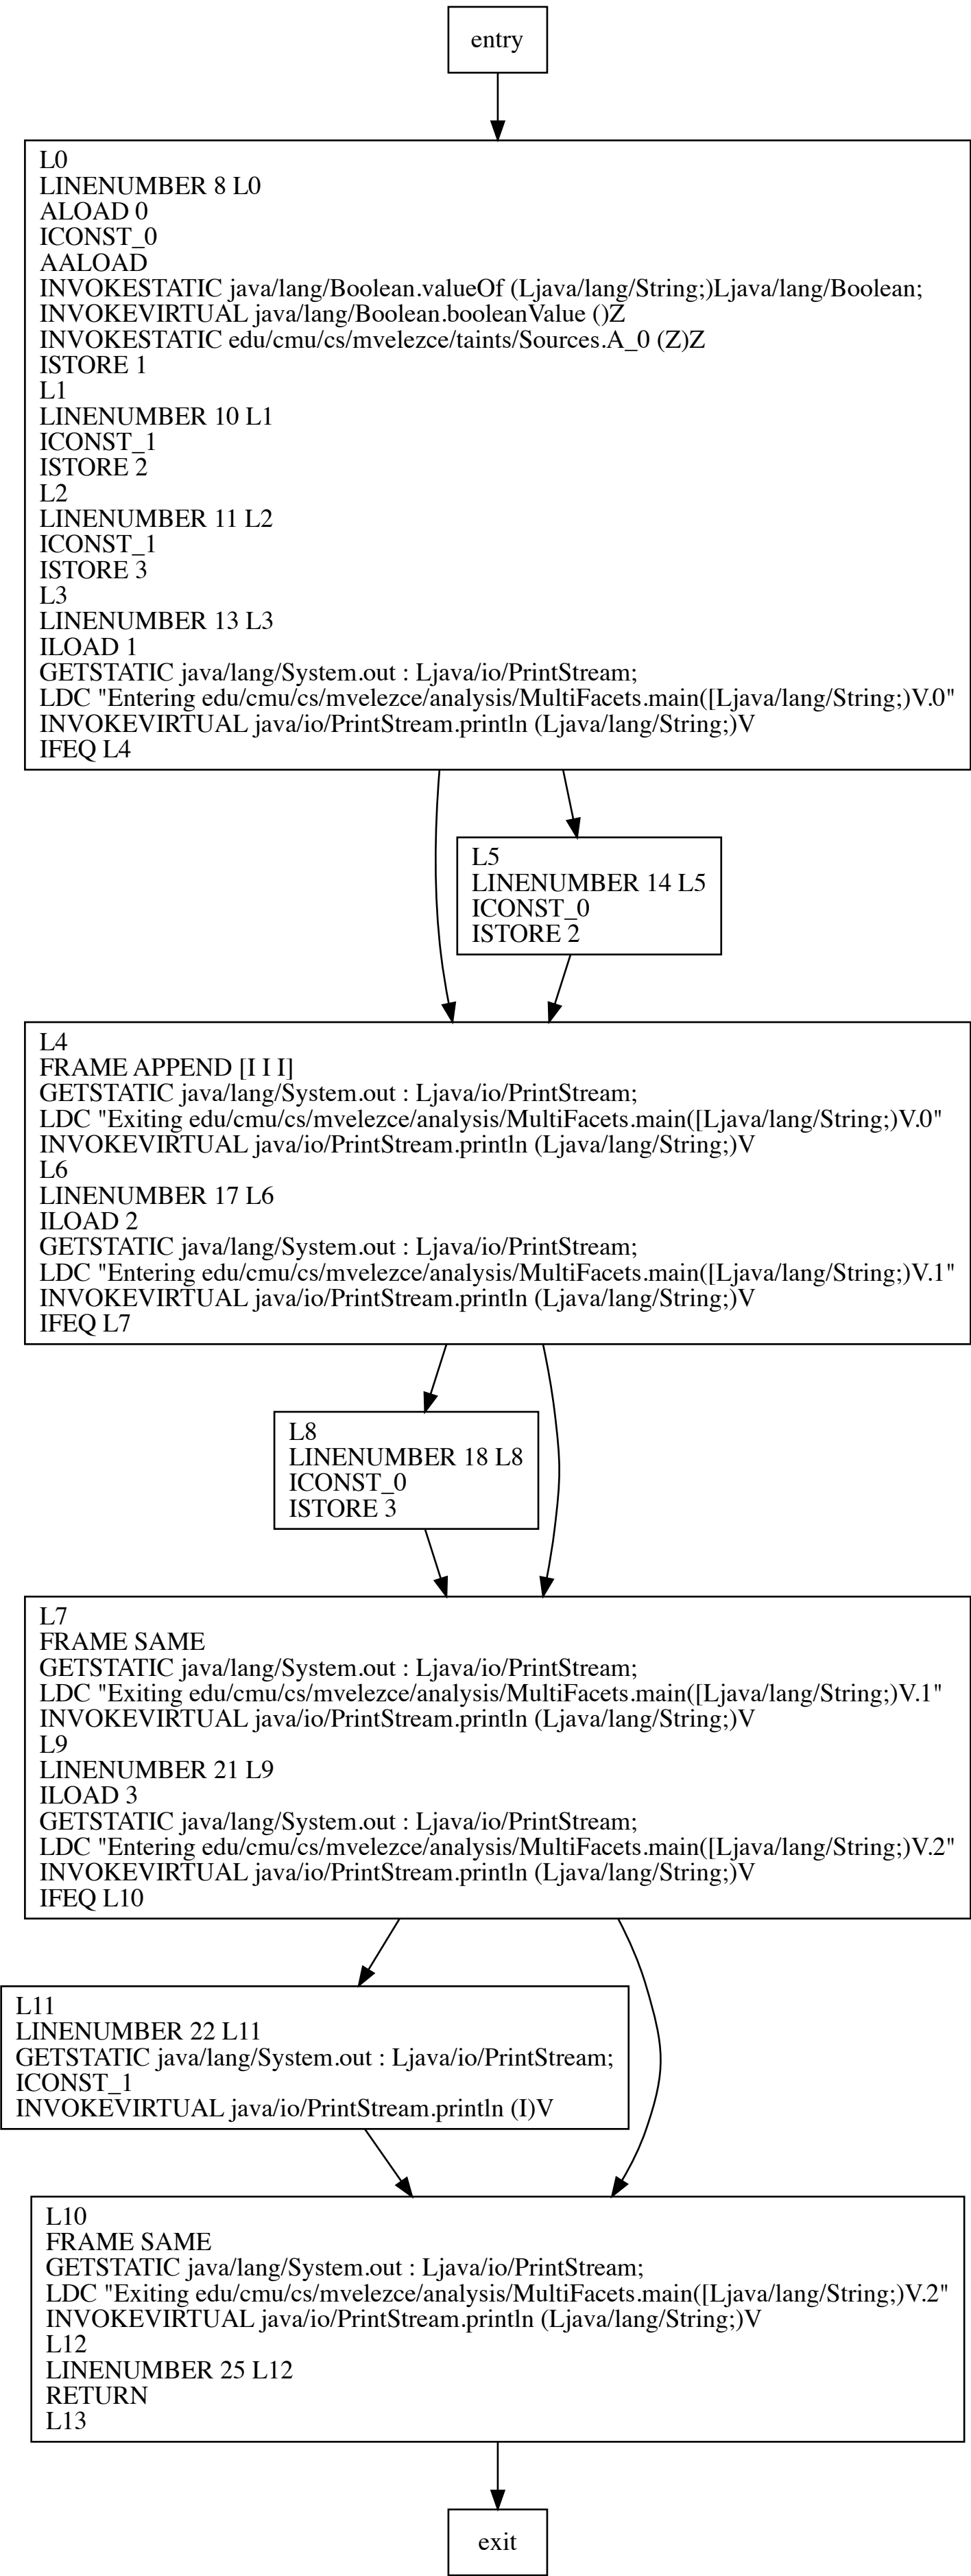 entry
L0
LINENUMBER 8 L0
ALOAD 0
ICONST_0
AALOAD
INVOKESTATIC java/lang/Boolean.valueOf (Ljava/lang/String;)Ljava/lang/Boolean;
INVOKEVIRTUAL java/lang/Boolean.booleanValue ()Z
INVOKESTATIC edu/cmu/cs/mvelezce/taints/Sources.A_0 (Z)Z
ISTORE 1
L1
LINENUMBER 10 L1
ICONST_1
ISTORE 2
L2
LINENUMBER 11 L2
ICONST_1
ISTORE 3
L3
LINENUMBER 13 L3
ILOAD 1
GETSTATIC java/lang/System.out : Ljava/io/PrintStream;
LDC "Entering edu/cmu/cs/mvelezce/analysis/MultiFacets.main([Ljava/lang/String;)V.0"
INVOKEVIRTUAL java/io/PrintStream.println (Ljava/lang/String;)V
IFEQ L4
L5
LINENUMBER 14 L5
ICONST_0
ISTORE 2
L4
FRAME APPEND [I I I]
GETSTATIC java/lang/System.out : Ljava/io/PrintStream;
LDC "Exiting edu/cmu/cs/mvelezce/analysis/MultiFacets.main([Ljava/lang/String;)V.0"
INVOKEVIRTUAL java/io/PrintStream.println (Ljava/lang/String;)V
L6
LINENUMBER 17 L6
ILOAD 2
GETSTATIC java/lang/System.out : Ljava/io/PrintStream;
LDC "Entering edu/cmu/cs/mvelezce/analysis/MultiFacets.main([Ljava/lang/String;)V.1"
INVOKEVIRTUAL java/io/PrintStream.println (Ljava/lang/String;)V
IFEQ L7
L8
LINENUMBER 18 L8
ICONST_0
ISTORE 3
L7
FRAME SAME
GETSTATIC java/lang/System.out : Ljava/io/PrintStream;
LDC "Exiting edu/cmu/cs/mvelezce/analysis/MultiFacets.main([Ljava/lang/String;)V.1"
INVOKEVIRTUAL java/io/PrintStream.println (Ljava/lang/String;)V
L9
LINENUMBER 21 L9
ILOAD 3
GETSTATIC java/lang/System.out : Ljava/io/PrintStream;
LDC "Entering edu/cmu/cs/mvelezce/analysis/MultiFacets.main([Ljava/lang/String;)V.2"
INVOKEVIRTUAL java/io/PrintStream.println (Ljava/lang/String;)V
IFEQ L10
L11
LINENUMBER 22 L11
GETSTATIC java/lang/System.out : Ljava/io/PrintStream;
ICONST_1
INVOKEVIRTUAL java/io/PrintStream.println (I)V
L10
FRAME SAME
GETSTATIC java/lang/System.out : Ljava/io/PrintStream;
LDC "Exiting edu/cmu/cs/mvelezce/analysis/MultiFacets.main([Ljava/lang/String;)V.2"
INVOKEVIRTUAL java/io/PrintStream.println (Ljava/lang/String;)V
L12
LINENUMBER 25 L12
RETURN
L13
exit